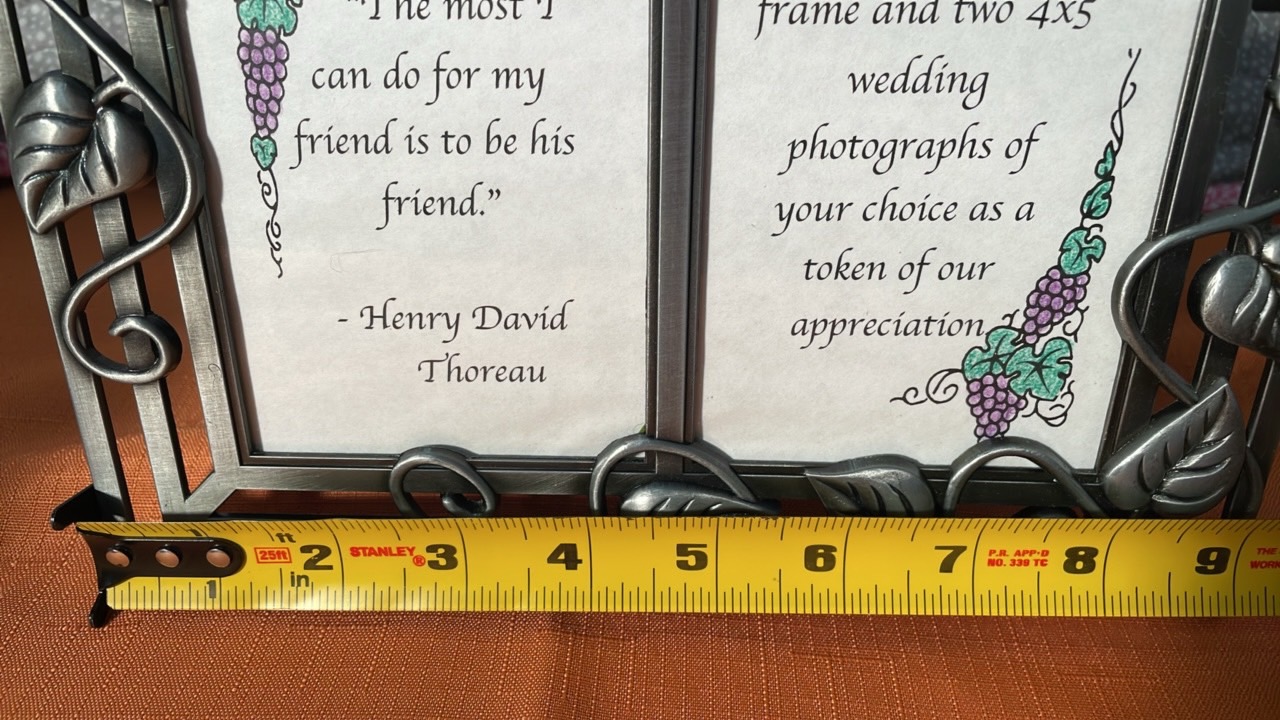 "The most I
can do for my
friend is to be his
friend."
- Henry David
Thoreau
frame and two 4x5
wedding
photographs of
your choice as a
token of our
appreciation
ft
25ft 2 STANLEY® 3 4 5 6 7 P.R. APP'D 8 9 THE
NO. 339 TC
in
1